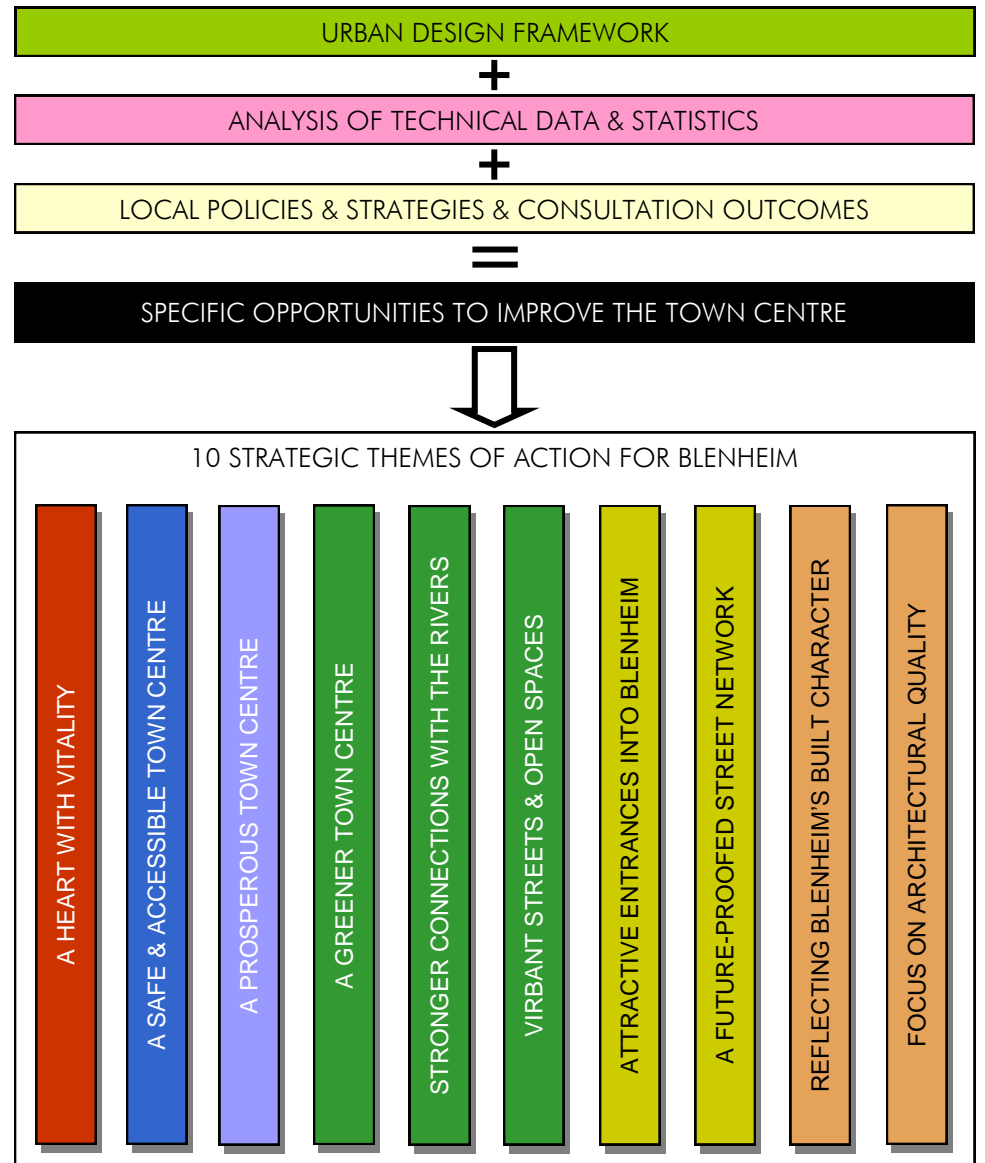 URBAN DESIGN FRAMEWORK
+
ANALYSIS OF TECHNICAL DATA & STATISTICS
+
LOCAL POLICIES & STRATEGIES & CONSULTATION OUTCOMES
=
SPECIFIC OPPORTUNITIES TO IMPROVE THE TOWN CENTRE
10 STRATEGIC THEMES OF ACTION FOR BLENHEIM
A HEART WITH VITALITY
A SAFE & ACCESSIBLE TOWN CENTRE
A PROSPEROUS TOWN CENTRE
A GREENER TOWN CENTRE
STRONGER CONNECTIONS WITH THE RIVERS
VIRBANT STREETS & OPEN SPACES
ATTRACTIVE ENTRANCES INTO BLENHEIM
A FUTURE-PROOFED STREET NETWORK
REFLECTING BLENHEIM'S BUILT CHARACTER
FOCUS ON ARCHITECTURAL QUALITY